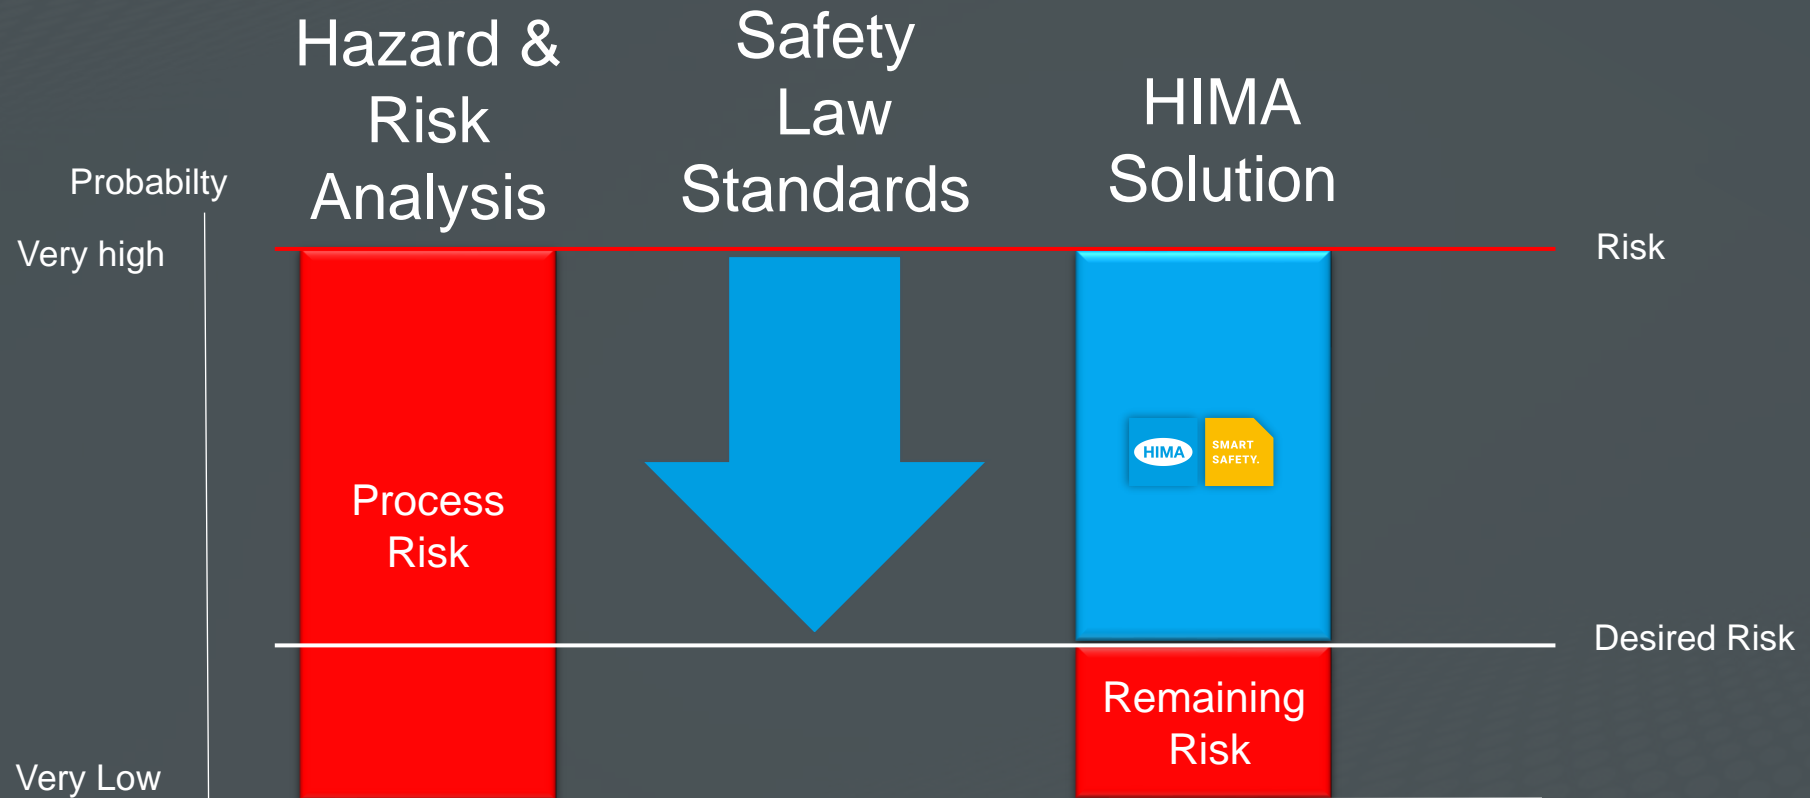 Hazard &
Risk
Analysis
Safety
Law
Standards
HIMA
Solution
Probabilty
Very high
Risk
HIMA
SMART
SAFETY.
Process
Risk
Desired Risk
Remaining
Risk
Very Low